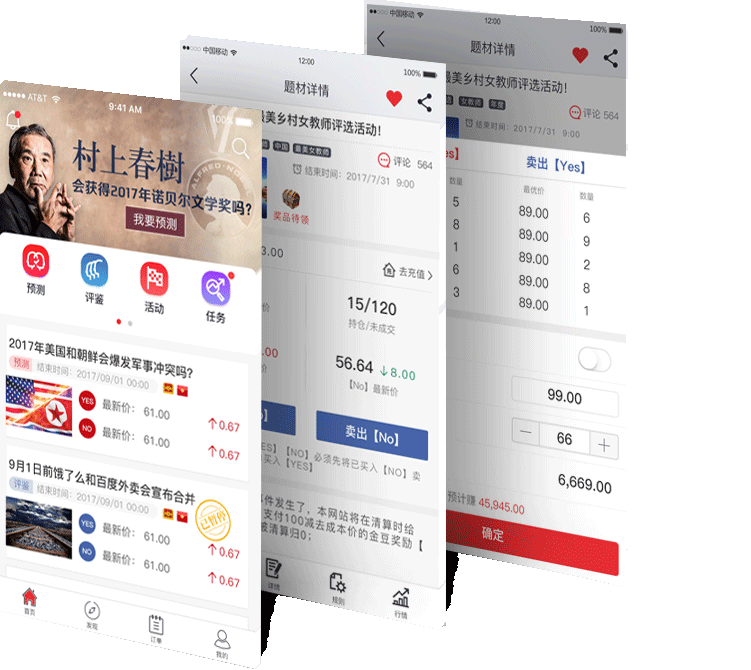 AT&T
9:41 AM
100%
村上春樹
会获得2017年诺贝尔文学奖吗?
我要预测
ALFRED·NO
预测
评鉴
活动
任务
2017年美国和朝鲜会爆发军事冲突吗?
预测
结束时间:2017/09/01 00:00
YES
最新价: 61.00
↑0.67
NO
最新价: 61.00
↑0.67
9月1日前饿了么和百度外卖会宣布合并
评鉴
结束时间:2017/09/01 00:00
已暂停
YES
最新价: 61.00
↑0.67
NO
最新价: 61.00
↑0.67
首页
发现
订单
我的
中国移动
12:00
100%
题材详情
最美乡村女教师评选活动!
中国
最美女教师
评论 564
结束时间: 2017/7/31 9:00
奖品待领
3.00
去充值
15/120
持仓/未成交
.00
56.64 ↓8.00
【No】最新价
】
卖出【No】
ES】【NO】必须先将已买入【NO】卖
买入【YES】
件发生了，本网站将在清算时给
支付100减去成本价的金豆奖励【
被清算归0；
详情
规则
行情
中国移动
12:00
100%
题材详情
最美乡村女教师评选活动!
女教师
年度
评论 564
结束时间: 2017/7/31 9:00
es】
卖出【Yes】
数量
最优价
数量
5
89.00
6
8
89.00
9
1
89.00
2
6
89.00
8
3
89.00
1
99.00
－
66
＋
6,669.00
预计赚 45,945.00
确定